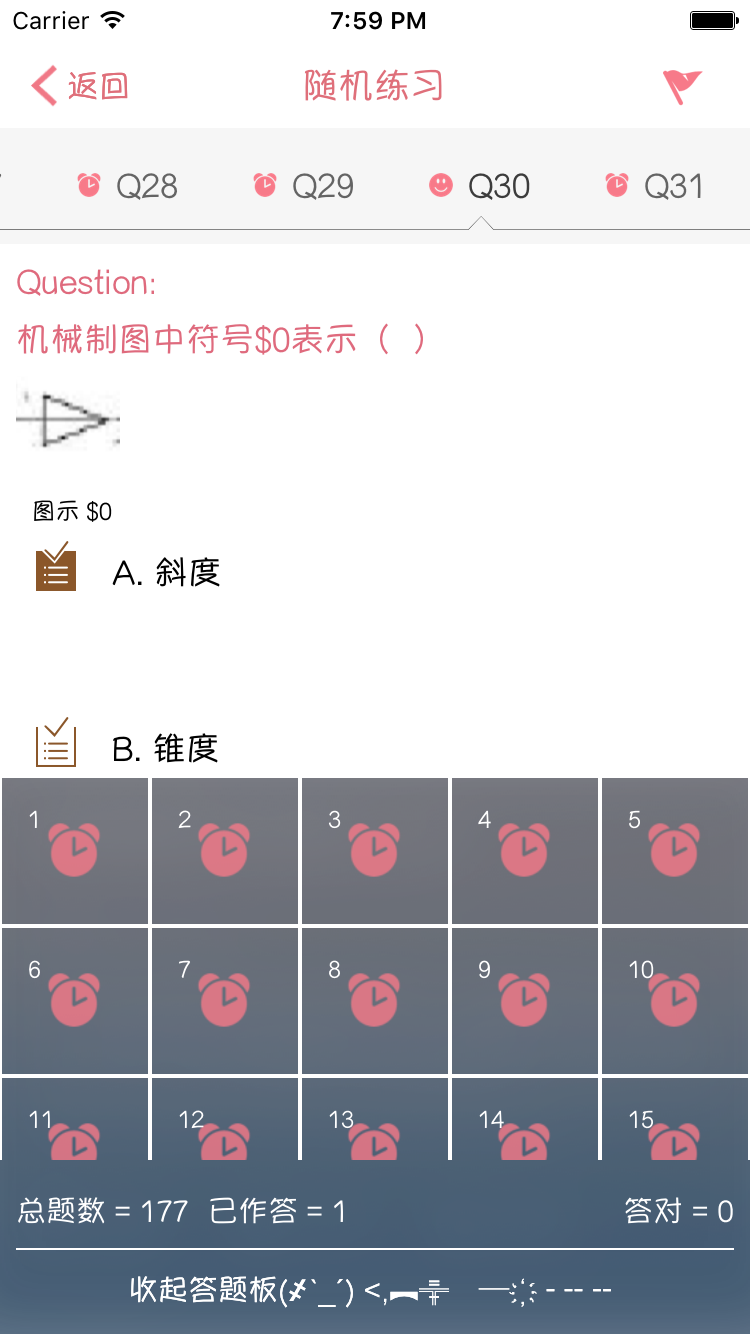 Carrier 7:59 PM
返回 随机练习
Q28 Q29 Q30 Q31
Question:
机械制图中符号$0表示（ ）
图示 $0
A. 斜度
B. 锥度
1 2 3 4 5
6 7 8 9 10
11 12 13 14 15
总题数 = 177 已作答 = 1 答对 = 0
收起答题板(〆`_´) <,︻╦╤─ ҉ - -- --